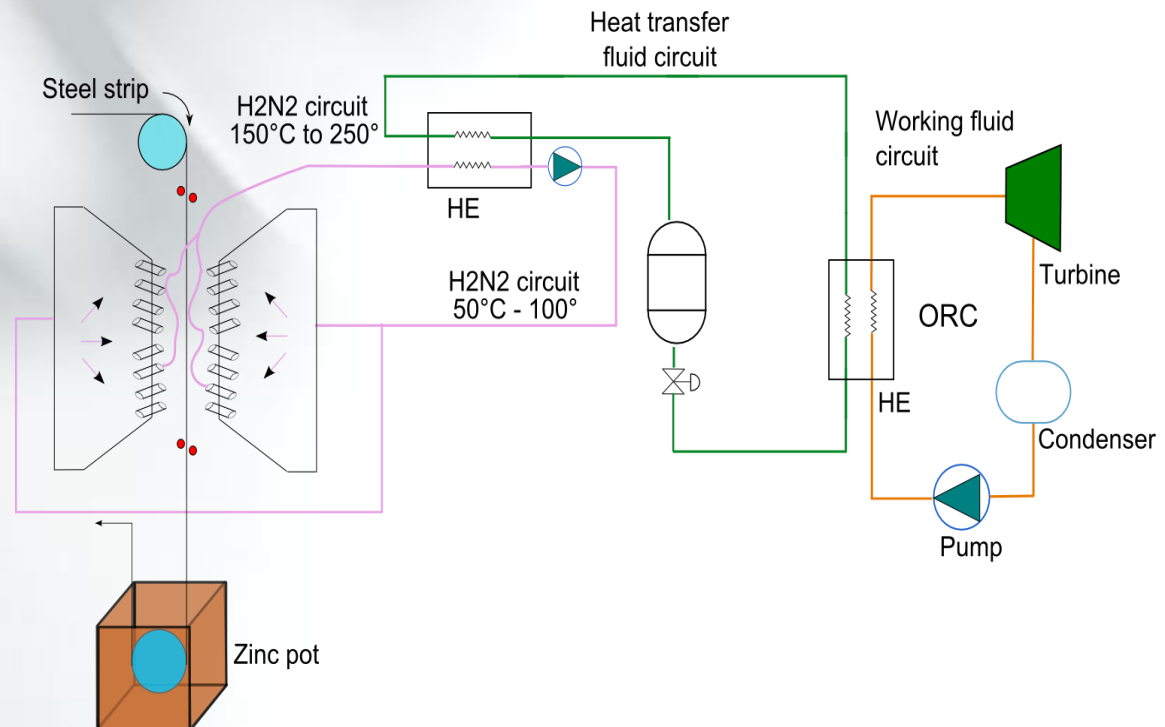 Heat transfer
fluid circuit
Steel strip
H2N2 circuit
150°C to 250°
Working fluid
circuit
HE
H2N2 circuit
50°C - 100°
Turbine
ORC
HE
Condenser
Pump
Zinc pot